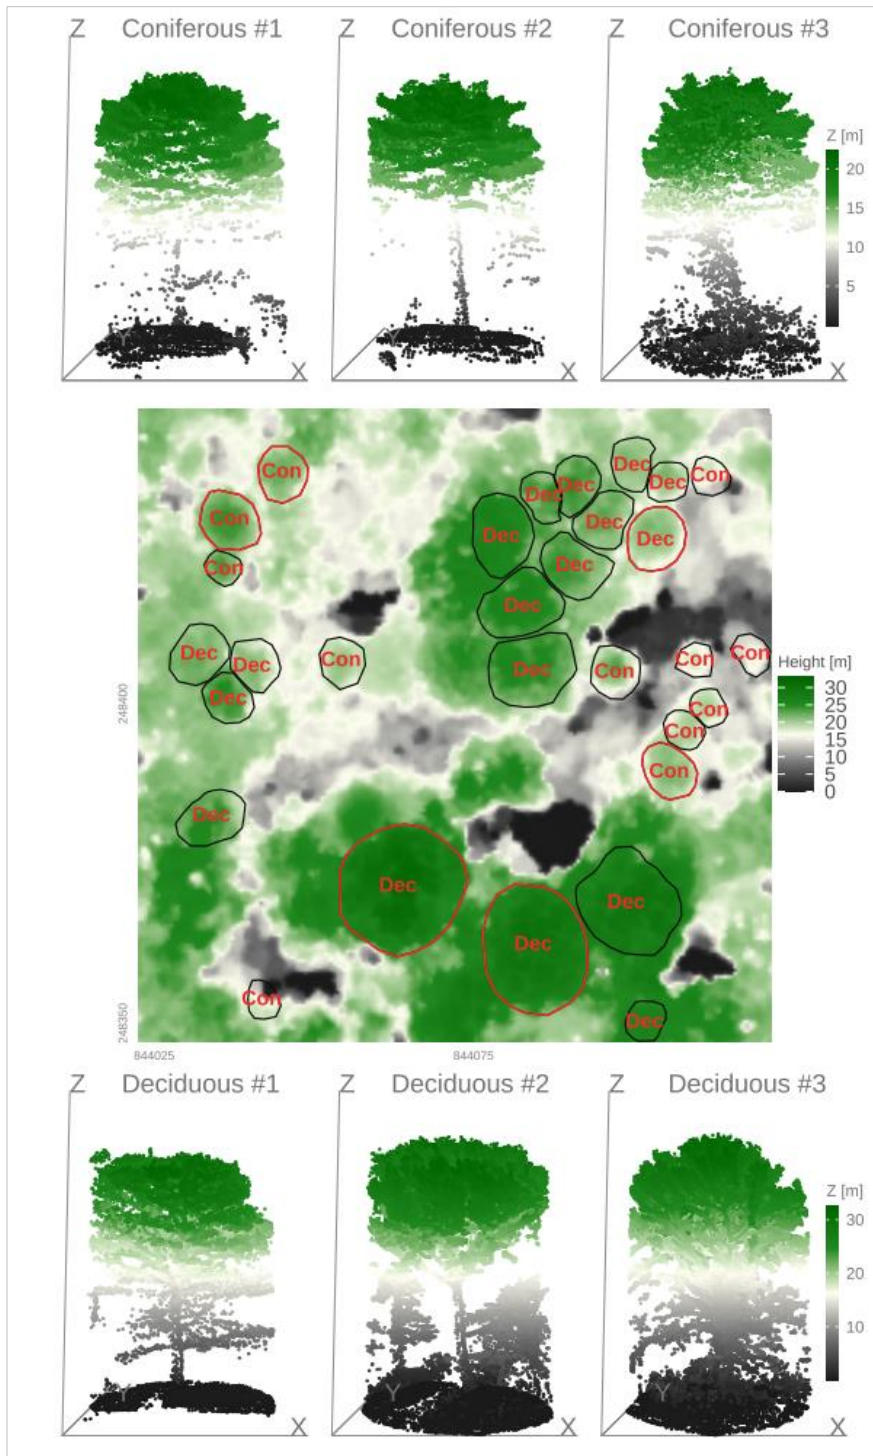 Z Coniferous #1
Z Coniferous #2
Z Coniferous #3
Z [m]
20
15
10
5
Y X
Y X
Y X
Con
Con
Con
Dec
Dec
Dec
Con
Dec
Dec
Dec
Dec
Con
Dec
Dec
Dec
Dec
Dec
Dec
Dec
Con
Con
Con
Con
Con
Con
Dec
Dec
Dec
Dec
Con
Dec
248400
248350
844025
844075
Height [m]
30
25
20
15
10
5
0
Z Deciduous #1
Z Deciduous #2
Z Deciduous #3
Z [m]
30
20
10
Y X
Y X
Y X